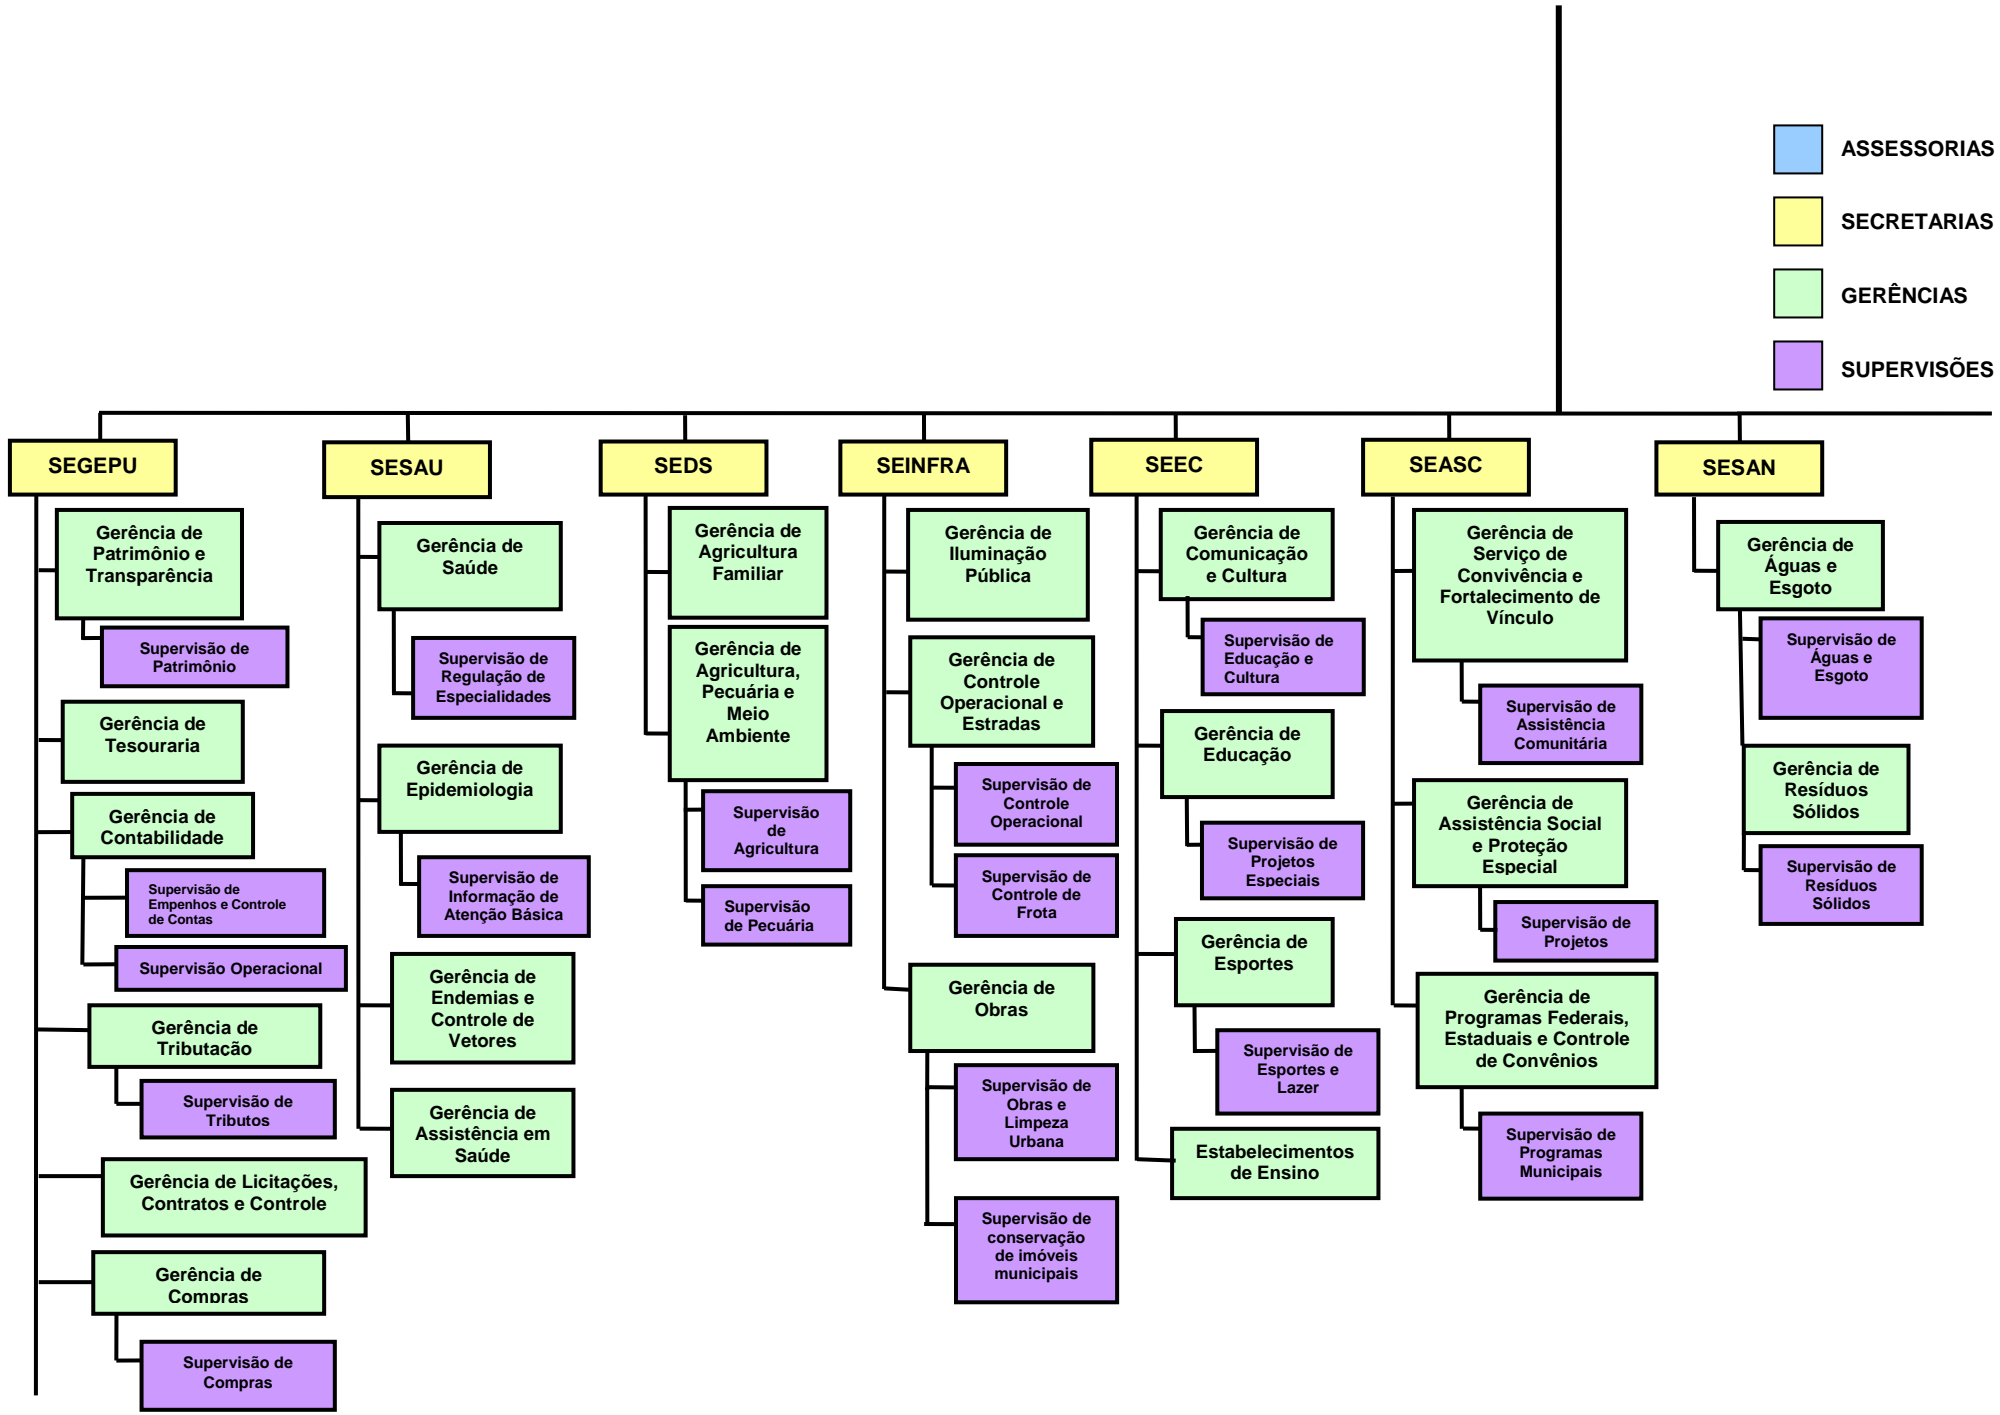 ASSESSORIAS
SECRETARIAS
GERÊNCIAS
SUPERVISÕES
SEGEPU
Gerência de
Patrimônio e
Transparência
Supervisão de
Patrimônio
Gerência de
Tesouraria
Gerência de
Contabilidade
Supervisão de
Empenhos e Controle
de Contas
Supervisão Operacional
Gerência de
Tributação
Supervisão de
Tributos
Gerência de Licitações,
Contratos e Controle
Gerência de
Compras
Supervisão de
Compras
SESAU
Gerência de
Saúde
Supervisão de
Regulação de
Especialidades
Gerência de
Epidemiologia
Supervisão de
Informação de
Atenção Básica
Gerência de
Endemias e
Controle de
Vetores
Gerência de
Assistência em
Saúde
SEDS
Gerência de
Agricultura
Familiar
Gerência de
Agricultura,
Pecuária e
Meio
Ambiente
Supervisão
de
Agricultura
Supervisão
de Pecuária
SEINFRA
Gerência de
Iluminação
Pública
Gerência de
Controle
Operacional e
Estradas
Supervisão de
Controle
Operacional
Supervisão de
Controle de
Frota
Gerência de
Obras
Supervisão de
Obras e
Limpeza
Urbana
Supervisão de
conservação
de imóveis
municipais
SEEC
Gerência de
Comunicação
e Cultura
Supervisão de
Educação e
Cultura
Gerência de
Educação
Supervisão de
Projetos
Especiais
Gerência de
Esportes
Supervisão de
Esportes e
Lazer
Estabelecimentos
de Ensino
SEASC
Gerência de
Serviço de
Convivência e
Fortalecimento de
Vínculo
Supervisão de
Assistência
Comunitária
Gerência de
Assistência Social
e Proteção
Especial
Supervisão de
Projetos
Gerência de
Programas Federais,
Estaduais e Controle
de Convênios
Supervisão de
Programas
Municipais
SESAN
Gerência de
Águas e
Esgoto
Supervisão de
Águas e
Esgoto
Gerência de
Resíduos
Sólidos
Supervisão de
Resíduos
Sólidos